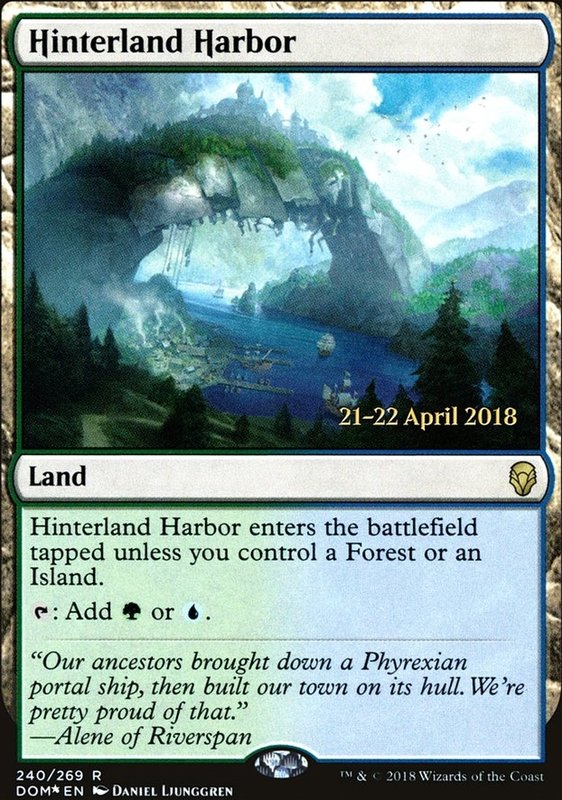 Hinterland Harbor
21–22 April 2018
Land
Hinterland Harbor enters the battlefield
tapped unless you control a Forest or an
Island.
: Add or .
“Our ancestors brought down a Phyrexian
portal ship, then built our town on its hull. We’re
pretty proud of that.”
—Alene of Riverspan
240/269 R
™ & © 2018 Wizards of the Coast
DOM★EN Daniel Ljunggren